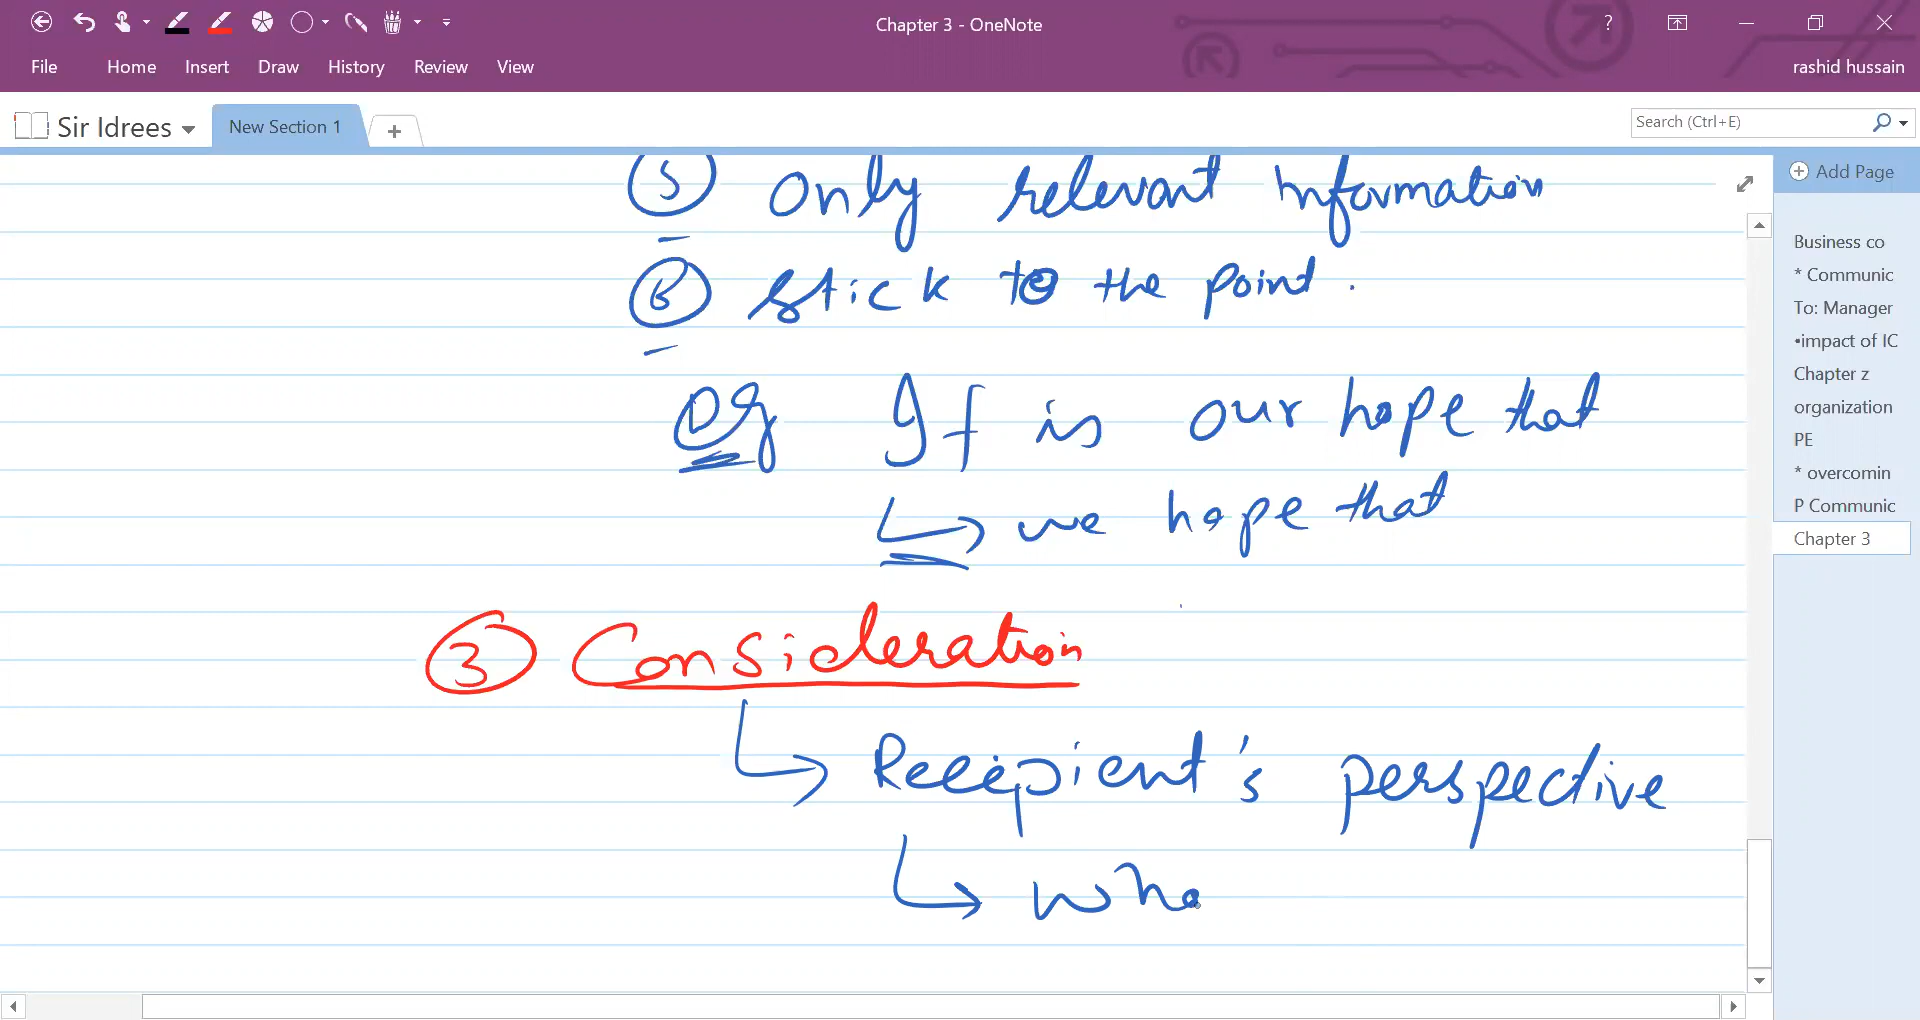 Chapter 3 - OneNote
?
File Home Insert Draw History Review View
rashid hussain
Sir Idrees
New Section 1
+
Search (Ctrl+E)
Add Page
Business co
* Communic
To: Manager
•impact of IC
Chapter z
organization
PE
* overcomin
P Communic
Chapter 3
5 Only relevant information
6 stick to the point.
eg If is our hope that
we hope that
3 Consideration
Recipient's perspective
Who